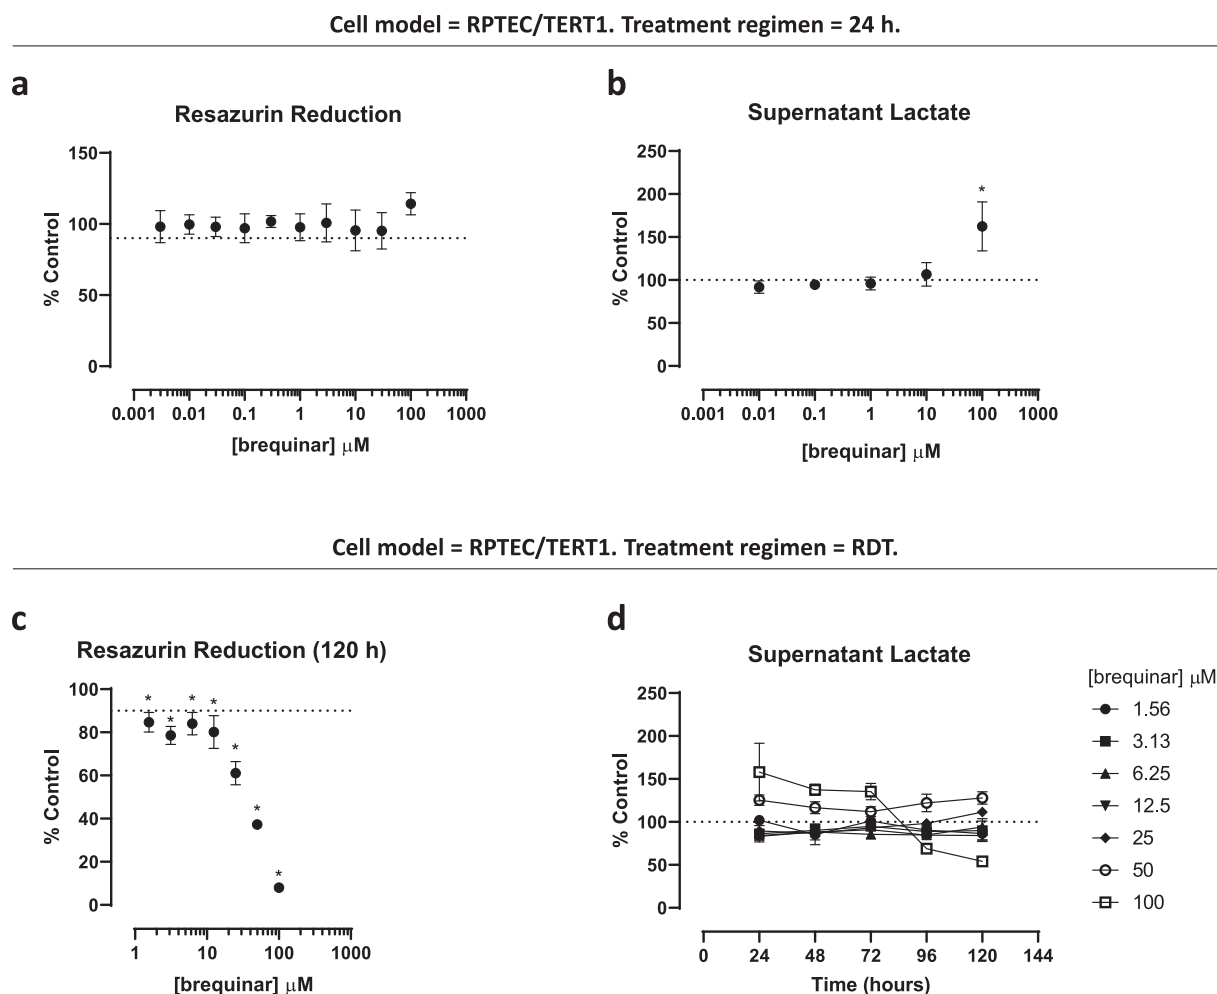 Cell model = RPTEC/TERT1. Treatment regimen = 24 h.
a
Resazurin Reduction
% Control
150
100
50
0
0.001 0.01 0.1 1 10 100 1000
[brequinar] μM
b
Supernatant Lactate
% Control
250
200
150
100
50
0
*
0.001 0.01 0.1 1 10 100 1000
[brequinar] μM
Cell model = RPTEC/TERT1. Treatment regimen = RDT.
c
Resazurin Reduction (120 h)
% Control
100
80
60
40
20
0
* * * * * * *
1 10 100 1000
[brequinar] μM
d
Supernatant Lactate
% Control
250
200
150
100
50
0
0 24 48 72 96 120 144
Time (hours)
[brequinar] μM
1.56
3.13
6.25
12.5
25
50
100